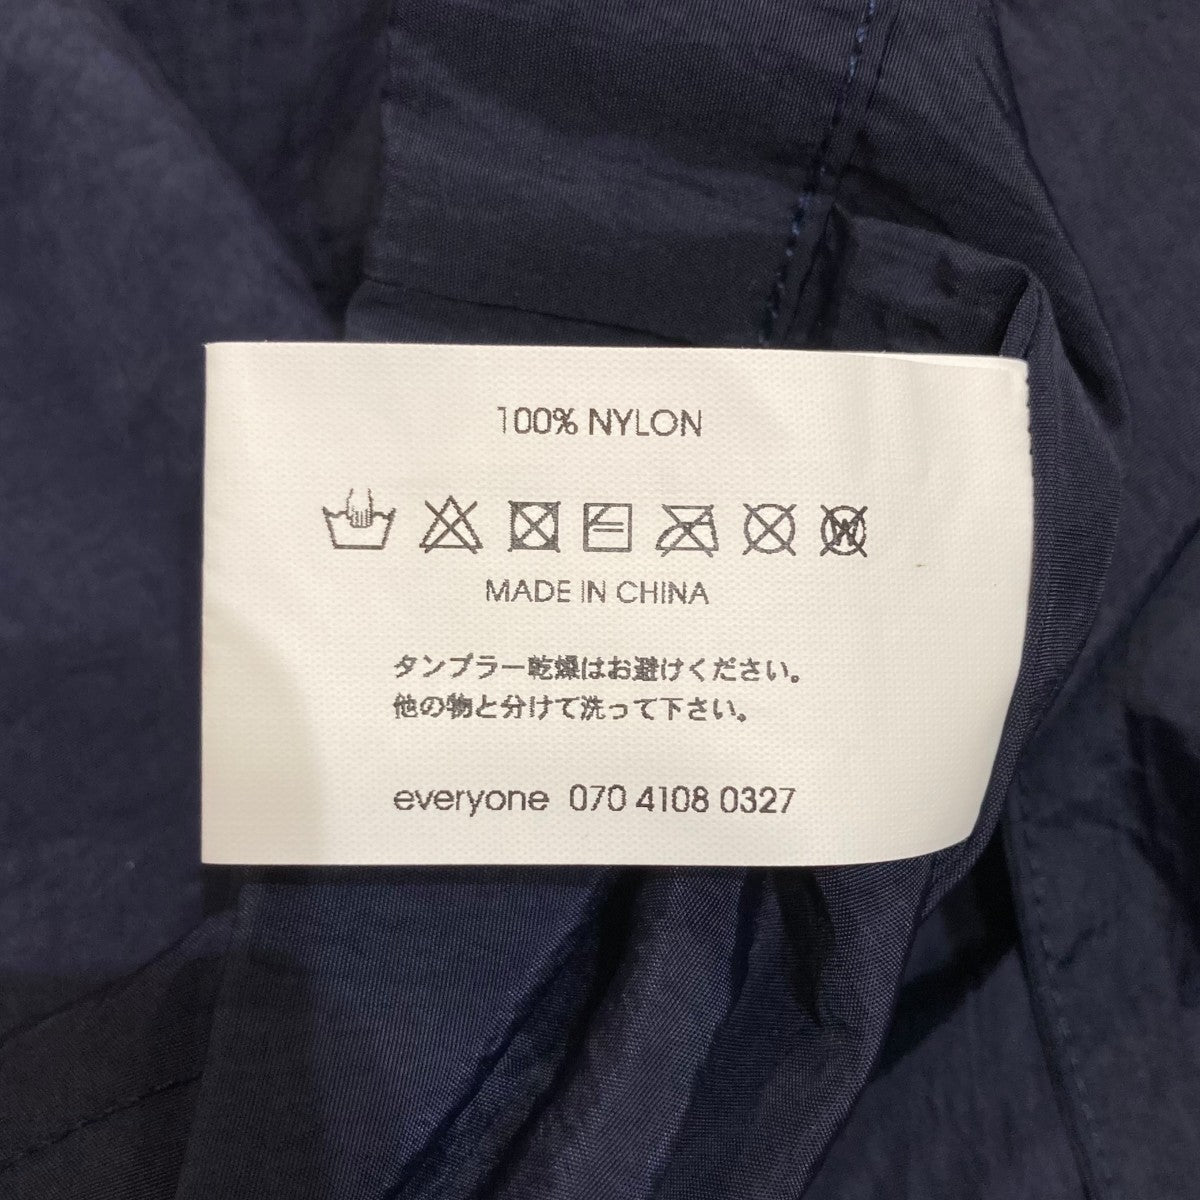 100% NYLON
W
MADE IN CHINA
タンブラー乾燥はお避けください。
他の物と分けて洗って下さい。
everyone 070 4108 0327